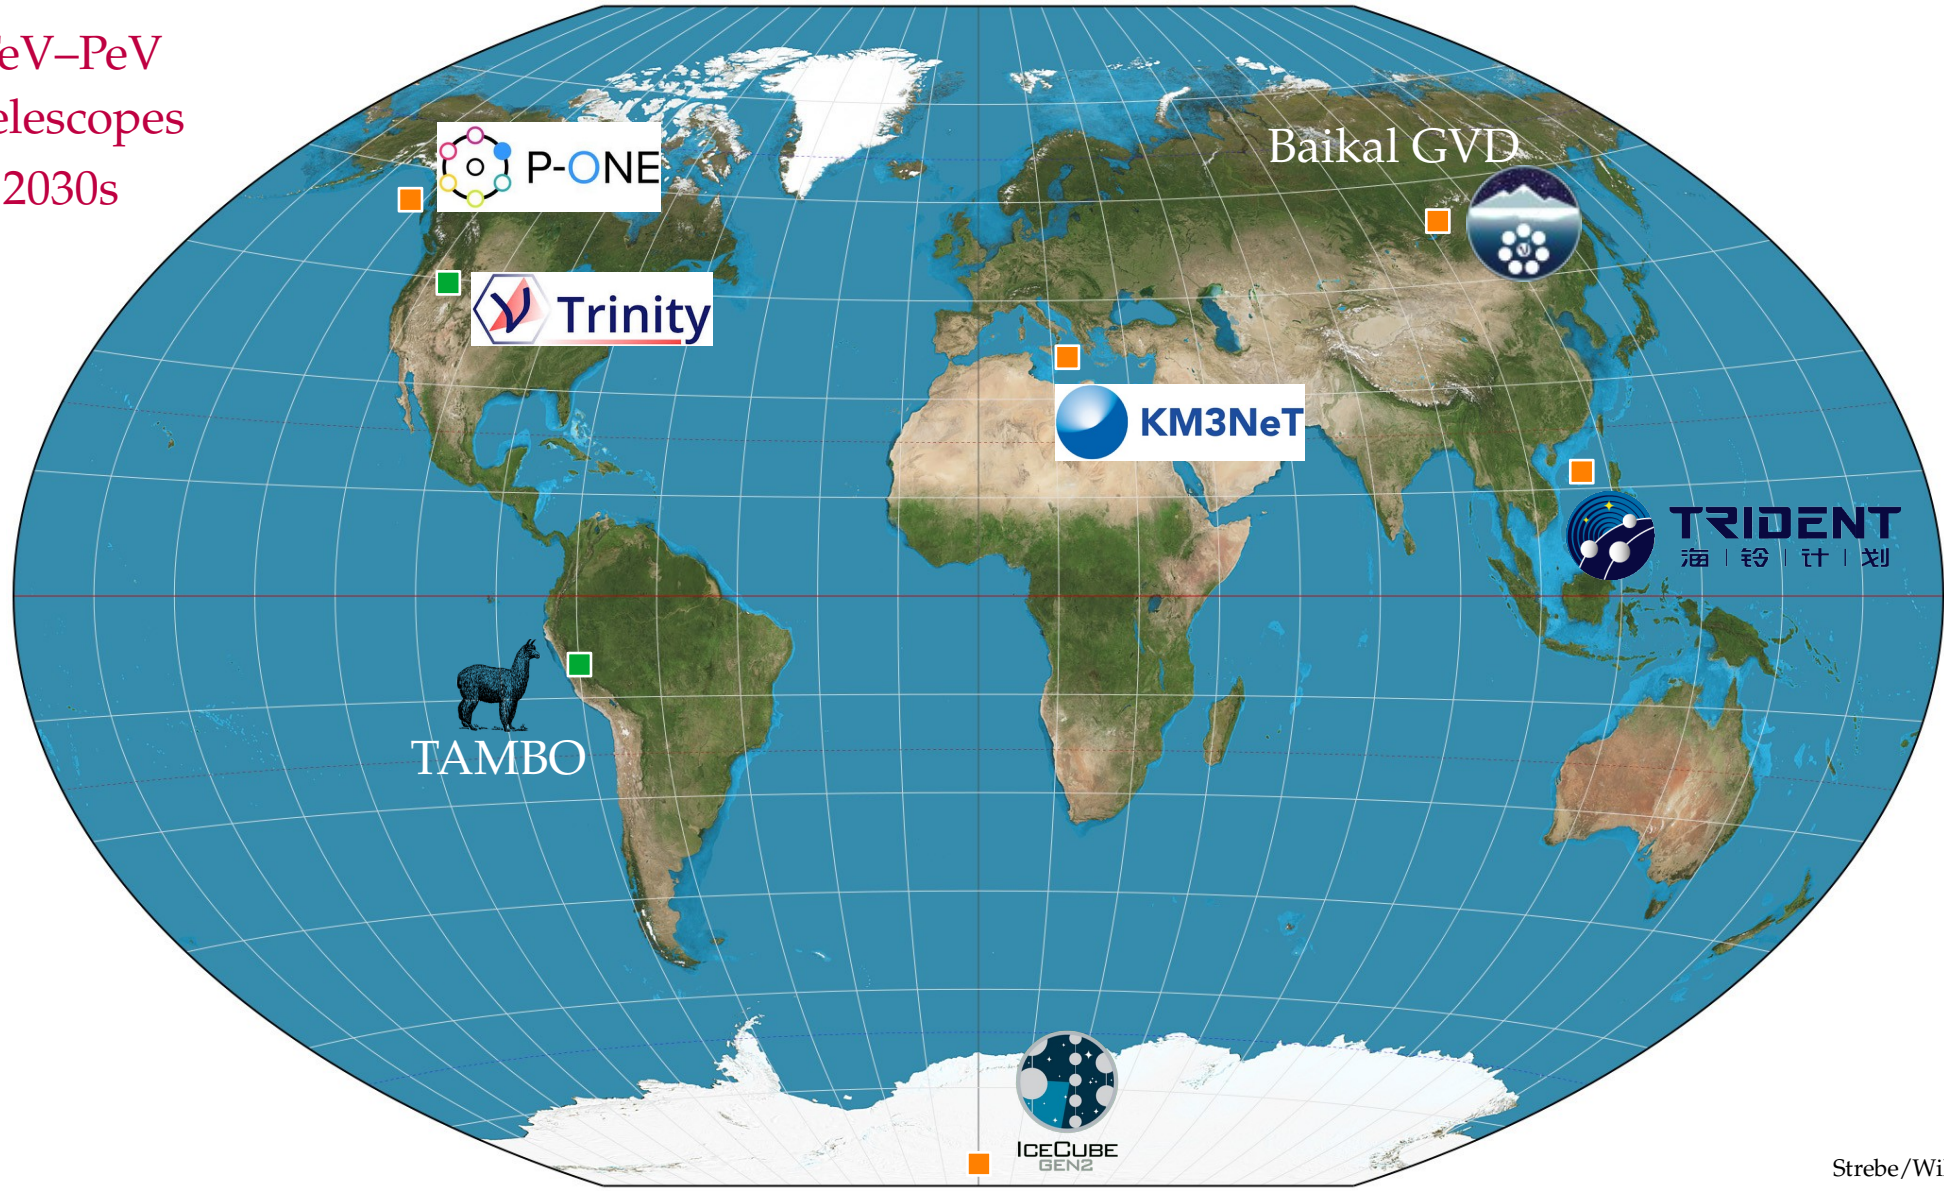 eV–PeV
elescopes
2030s
P-ONE
Baikal GVD
Trinity
KM3NeT
TRIDENT
海 | 铃 | 计 | 划
TAMBO
ICECUBE
GEN2
Strebe/Wi